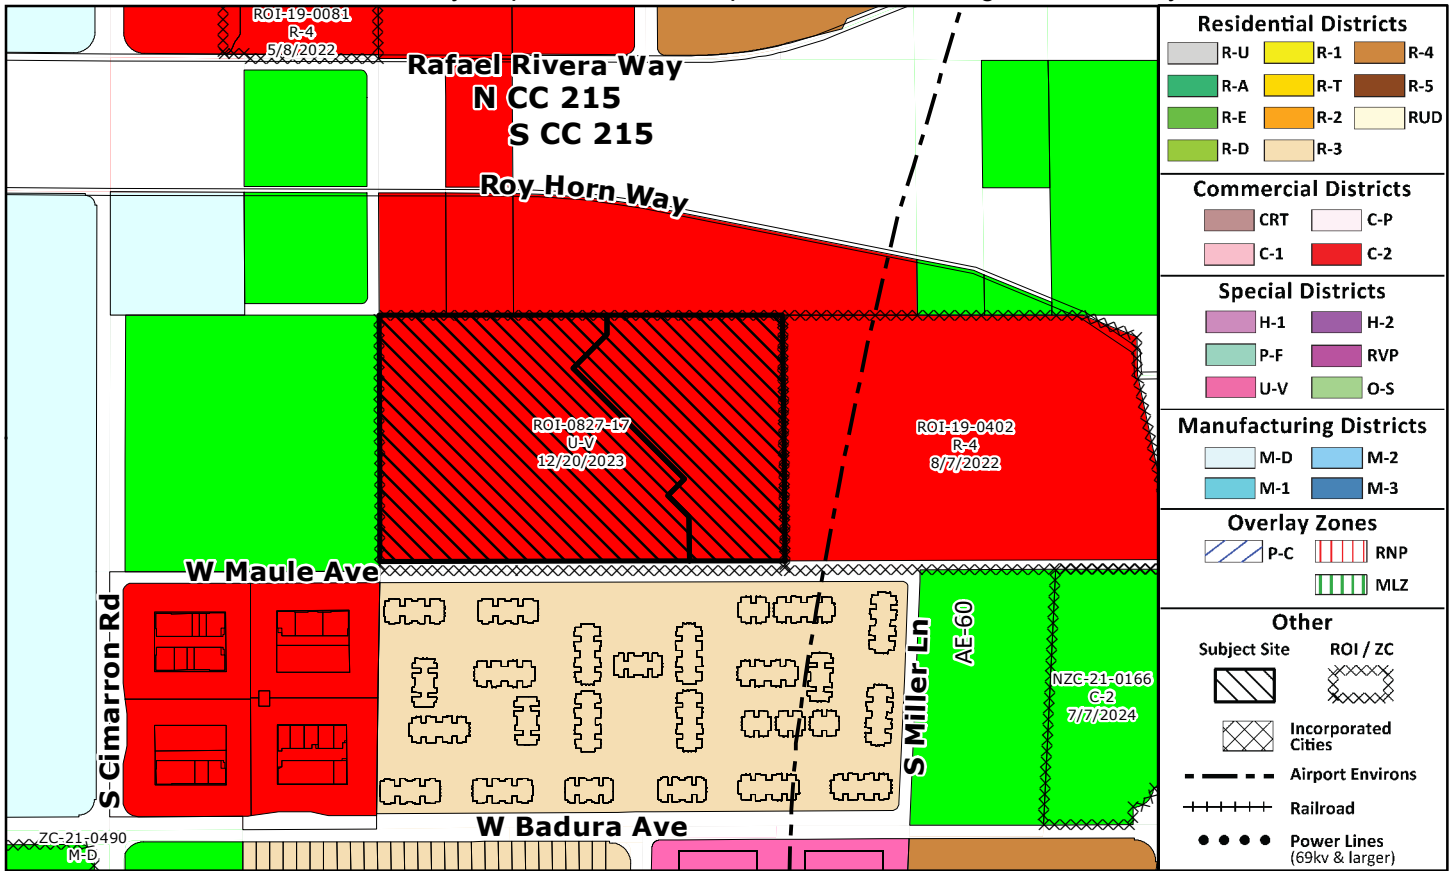 ROI-19-0081
R-4
5/8/2022
Rafael Rivera Way
N CC 215
S CC 215
Roy Horn Way
ROI-0827-17
U-V
12/20/2023
ROI-19-0402
R-4
8/7/2022
W Maule Ave
S Cimarron Rd
S Miller Ln
AE-60
NZC-21-0166
C-2
7/7/2024
W Badura Ave
ZC-21-0490
M-D
Residential Districts
R-U
R-1
R-4
R-A
R-T
R-5
R-E
R-2
RUD
R-D
R-3
Commercial Districts
CRT
C-P
C-1
C-2
Special Districts
H-1
H-2
P-F
RVP
U-V
O-S
Manufacturing Districts
M-D
M-2
M-1
M-3
Overlay Zones
P-C
RNP
MLZ
Other
Subject Site
ROI / ZC
Incorporated
Cities
Airport Environs
Railroad
Power Lines
(69kv & larger)